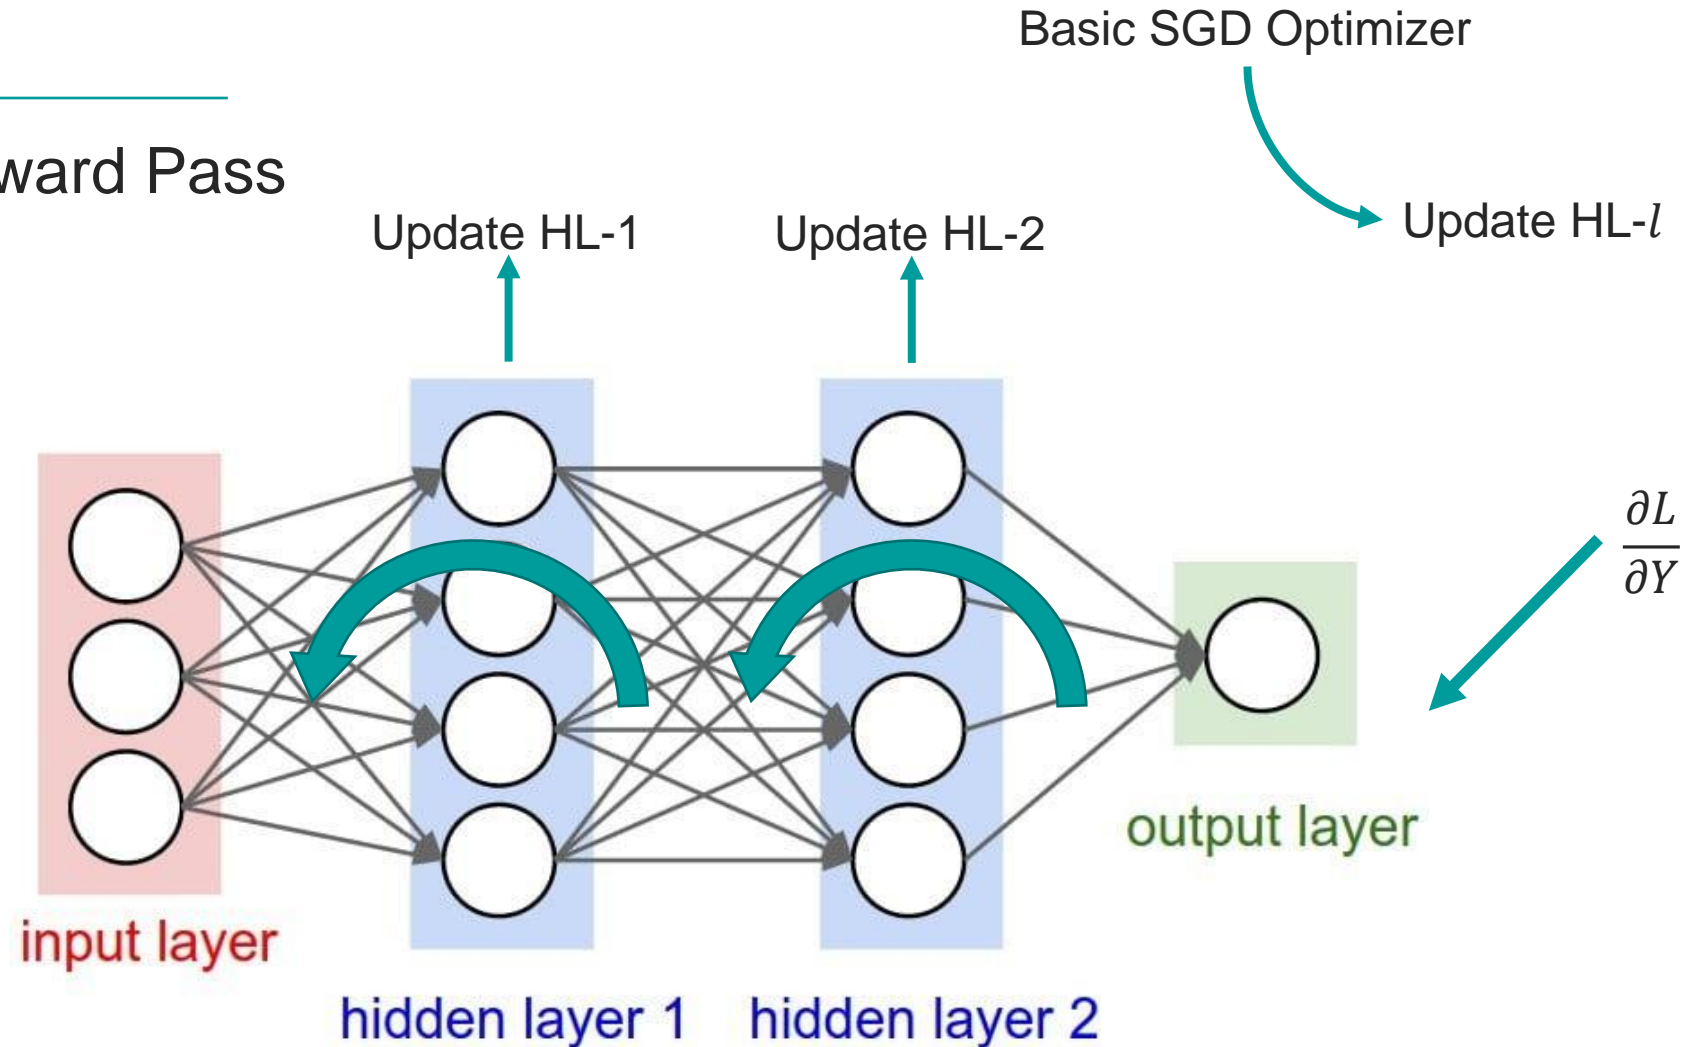 Basic SGD Optimizer
ward Pass
Update HL-1
Update HL-2
Update HL-l
∂L
∂Y
input layer
hidden layer 1
hidden layer 2
output layer